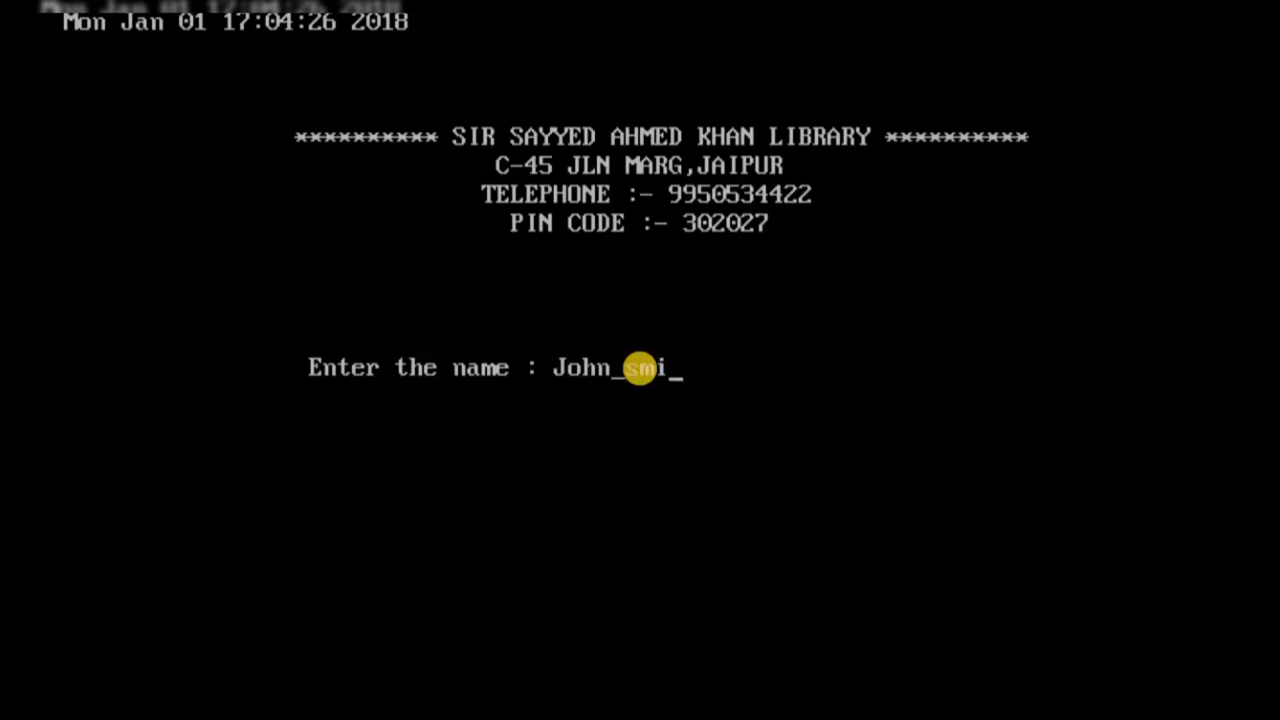 Mon Jan 01 17:04:26 2018
********** SIR SAYYED AHMED KHAN LIBRARY **********
C-45 JLN MARG,JAIPUR
TELEPHONE :- 9950534422
PIN CODE :- 302027
Enter the name : John_smi_